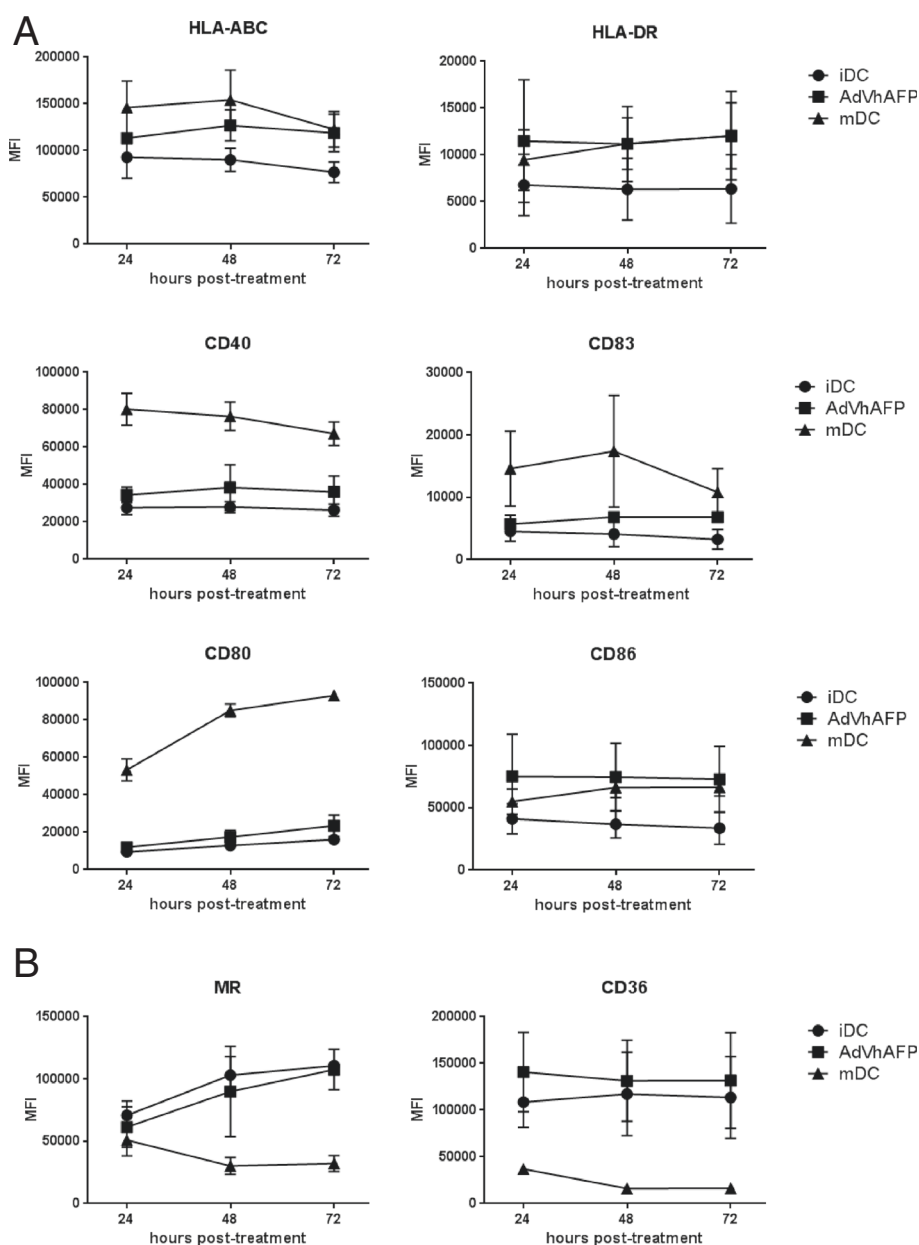 A
HLA-ABC
200000
150000
100000
50000
0
MFI
24 48 72
hours post-treatment
HLA-DR
20000
15000
10000
5000
0
MFI
24 48 72
hours post-treatment
iDC
AdVhAFP
mDC
CD40
100000
80000
60000
40000
20000
0
MFI
24 48 72
hours post-treatment
CD83
30000
20000
10000
0
MFI
24 48 72
hours post-treatment
iDC
AdVhAFP
mDC
CD80
100000
80000
60000
40000
20000
0
MFI
24 48 72
hours post-treatment
CD86
150000
100000
50000
0
MFI
24 48 72
hours post-treatment
iDC
AdVhAFP
mDC
B
MR
150000
100000
50000
0
MFI
24 48 72
hours post-treatment
CD36
200000
150000
100000
50000
0
MFI
24 48 72
hours post-treatment
iDC
AdVhAFP
mDC